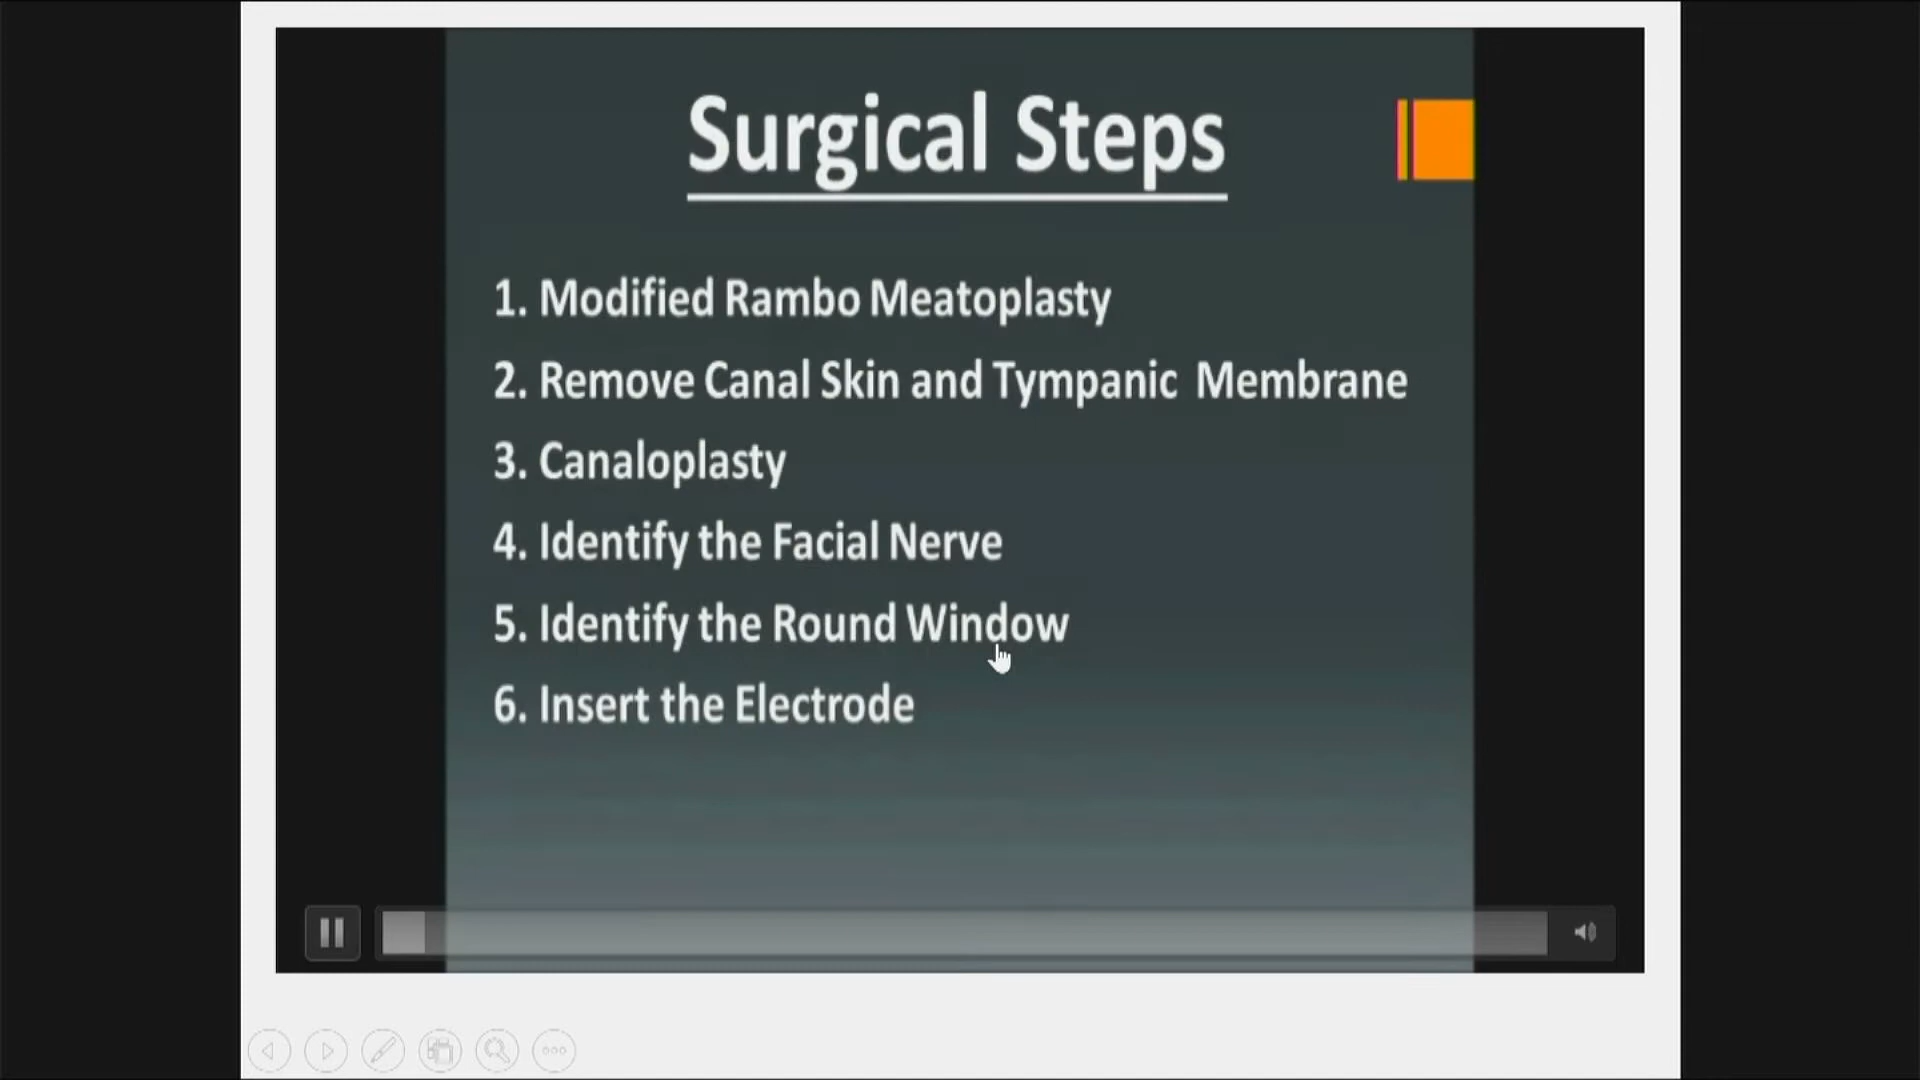 Surgical Steps
1. Modified Rambo Meatoplasty
2. Remove Canal Skin and Tympanic Membrane
3. Canaloplasty
4. Identify the Facial Nerve
5. Identify the Round Window
6. Insert the Electrode